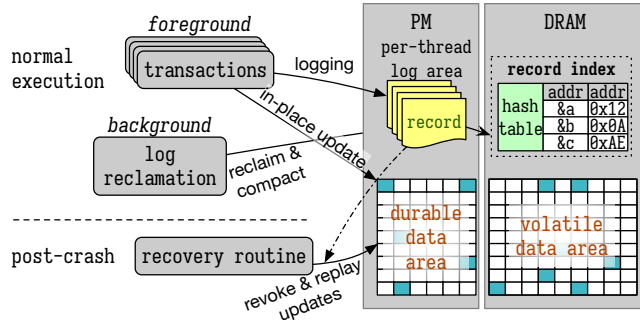 foreground
PM
DRAM
normal
execution
transactions
logging
per-thread
log area
record index
hash
table
addr addr
&a 0x12
&b 0x0A
&c 0xAE
record
in-place update
background
log
reclamation
reclaim &
compact
durable
data
area
volatile
data area
post-crash
recovery routine
revoke & replay
updates